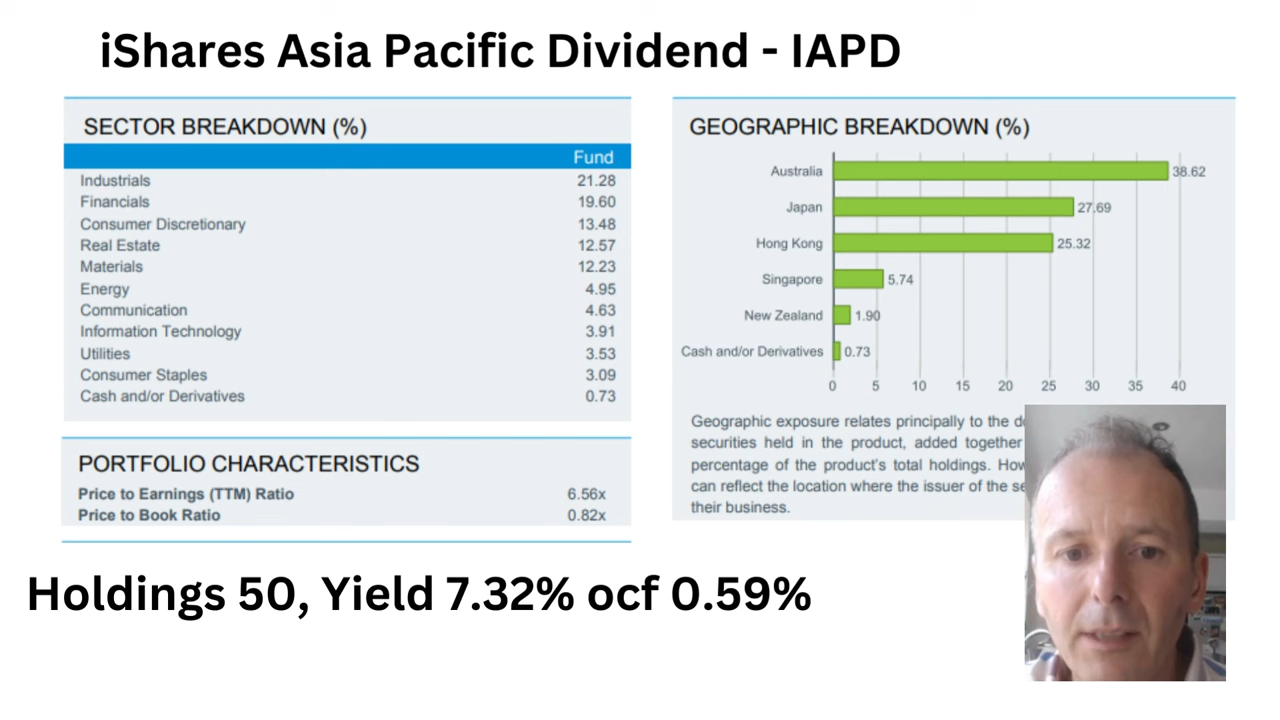 iShares Asia Pacific Dividend - IAPD
SECTOR BREAKDOWN (%)
Fund
Industrials 21.28
Financials 19.60
Consumer Discretionary 13.48
Real Estate 12.57
Materials 12.23
Energy 4.95
Communication 4.63
Information Technology 3.91
Utilities 3.53
Consumer Staples 3.09
Cash and/or Derivatives 0.73
PORTFOLIO CHARACTERISTICS
Price to Earnings (TTM) Ratio 6.56x
Price to Book Ratio 0.82x
GEOGRAPHIC BREAKDOWN (%)
Australia 38.62
Japan 27.69
Hong Kong 25.32
Singapore 5.74
New Zealand 1.90
Cash and/or Derivatives 0.73
0 5 10 15 20 25 30 35 40
Geographic exposure relates principally to the
securities held in the product, added together
percentage of the product's total holdings.
can reflect the location where the issuer of the
their business.
Holdings 50, Yield 7.32% ocf 0.59%